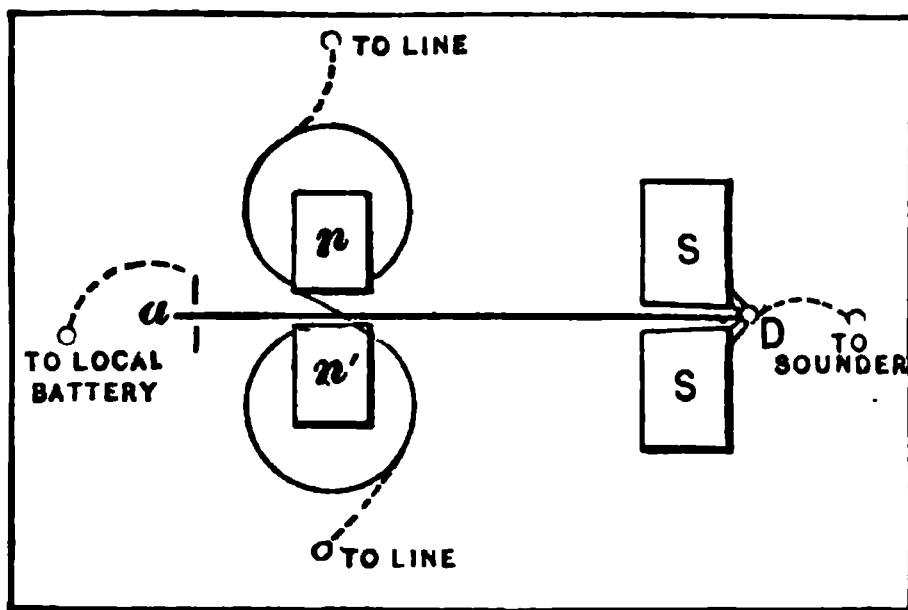 TO LINE
n
S
a
D
TO LOCAL
BATTERY
TO
SOUNDER
n'
S
TO LINE